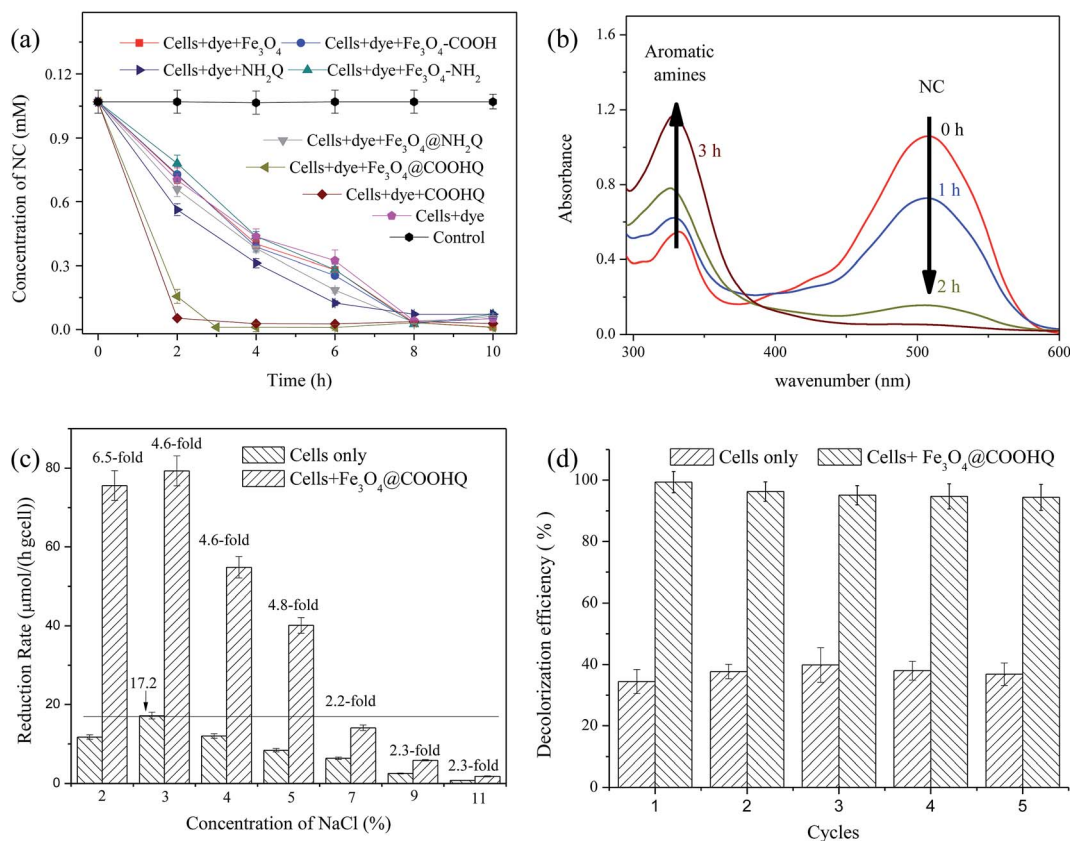 (a)
Cells+dye+Fe₃O₄
Cells+dye+Fe₃O₄-COOH
Cells+dye+NH₂Q
Cells+dye+Fe₃O₄-NH₂
Cells+dye+Fe₃O₄@NH₂Q
Cells+dye+Fe₃O₄@COOHQ
Cells+dye+COOHQ
Cells+dye
Control
Concentration of NC (mM)
0.12
0.9
0.6
0.3
0.0
0 2 4 6 8 10
Time (h)
(b)
Aromatic
amines
NC
0 h
3 h
1 h
2 h
Absorbance
1.6
1.2
0.8
0.4
0.0
300 400 500 600
wavenumber (nm)
(c)
6.5-fold
4.6-fold
Cells only
Cells+Fe₃O₄@COOHQ
4.6-fold
4.8-fold
17.2
2.2-fold
2.3-fold
2.3-fold
Reduction Rate (μmol/(h gcell))
80
60
40
20
0
2 3 4 5 7 9 11
Concentration of NaCl (%)
(d)
Cells only
Cells+ Fe₃O₄@COOHQ
Decolorization efficiency ( % )
100
80
60
40
20
0
1 2 3 4 5
Cycles